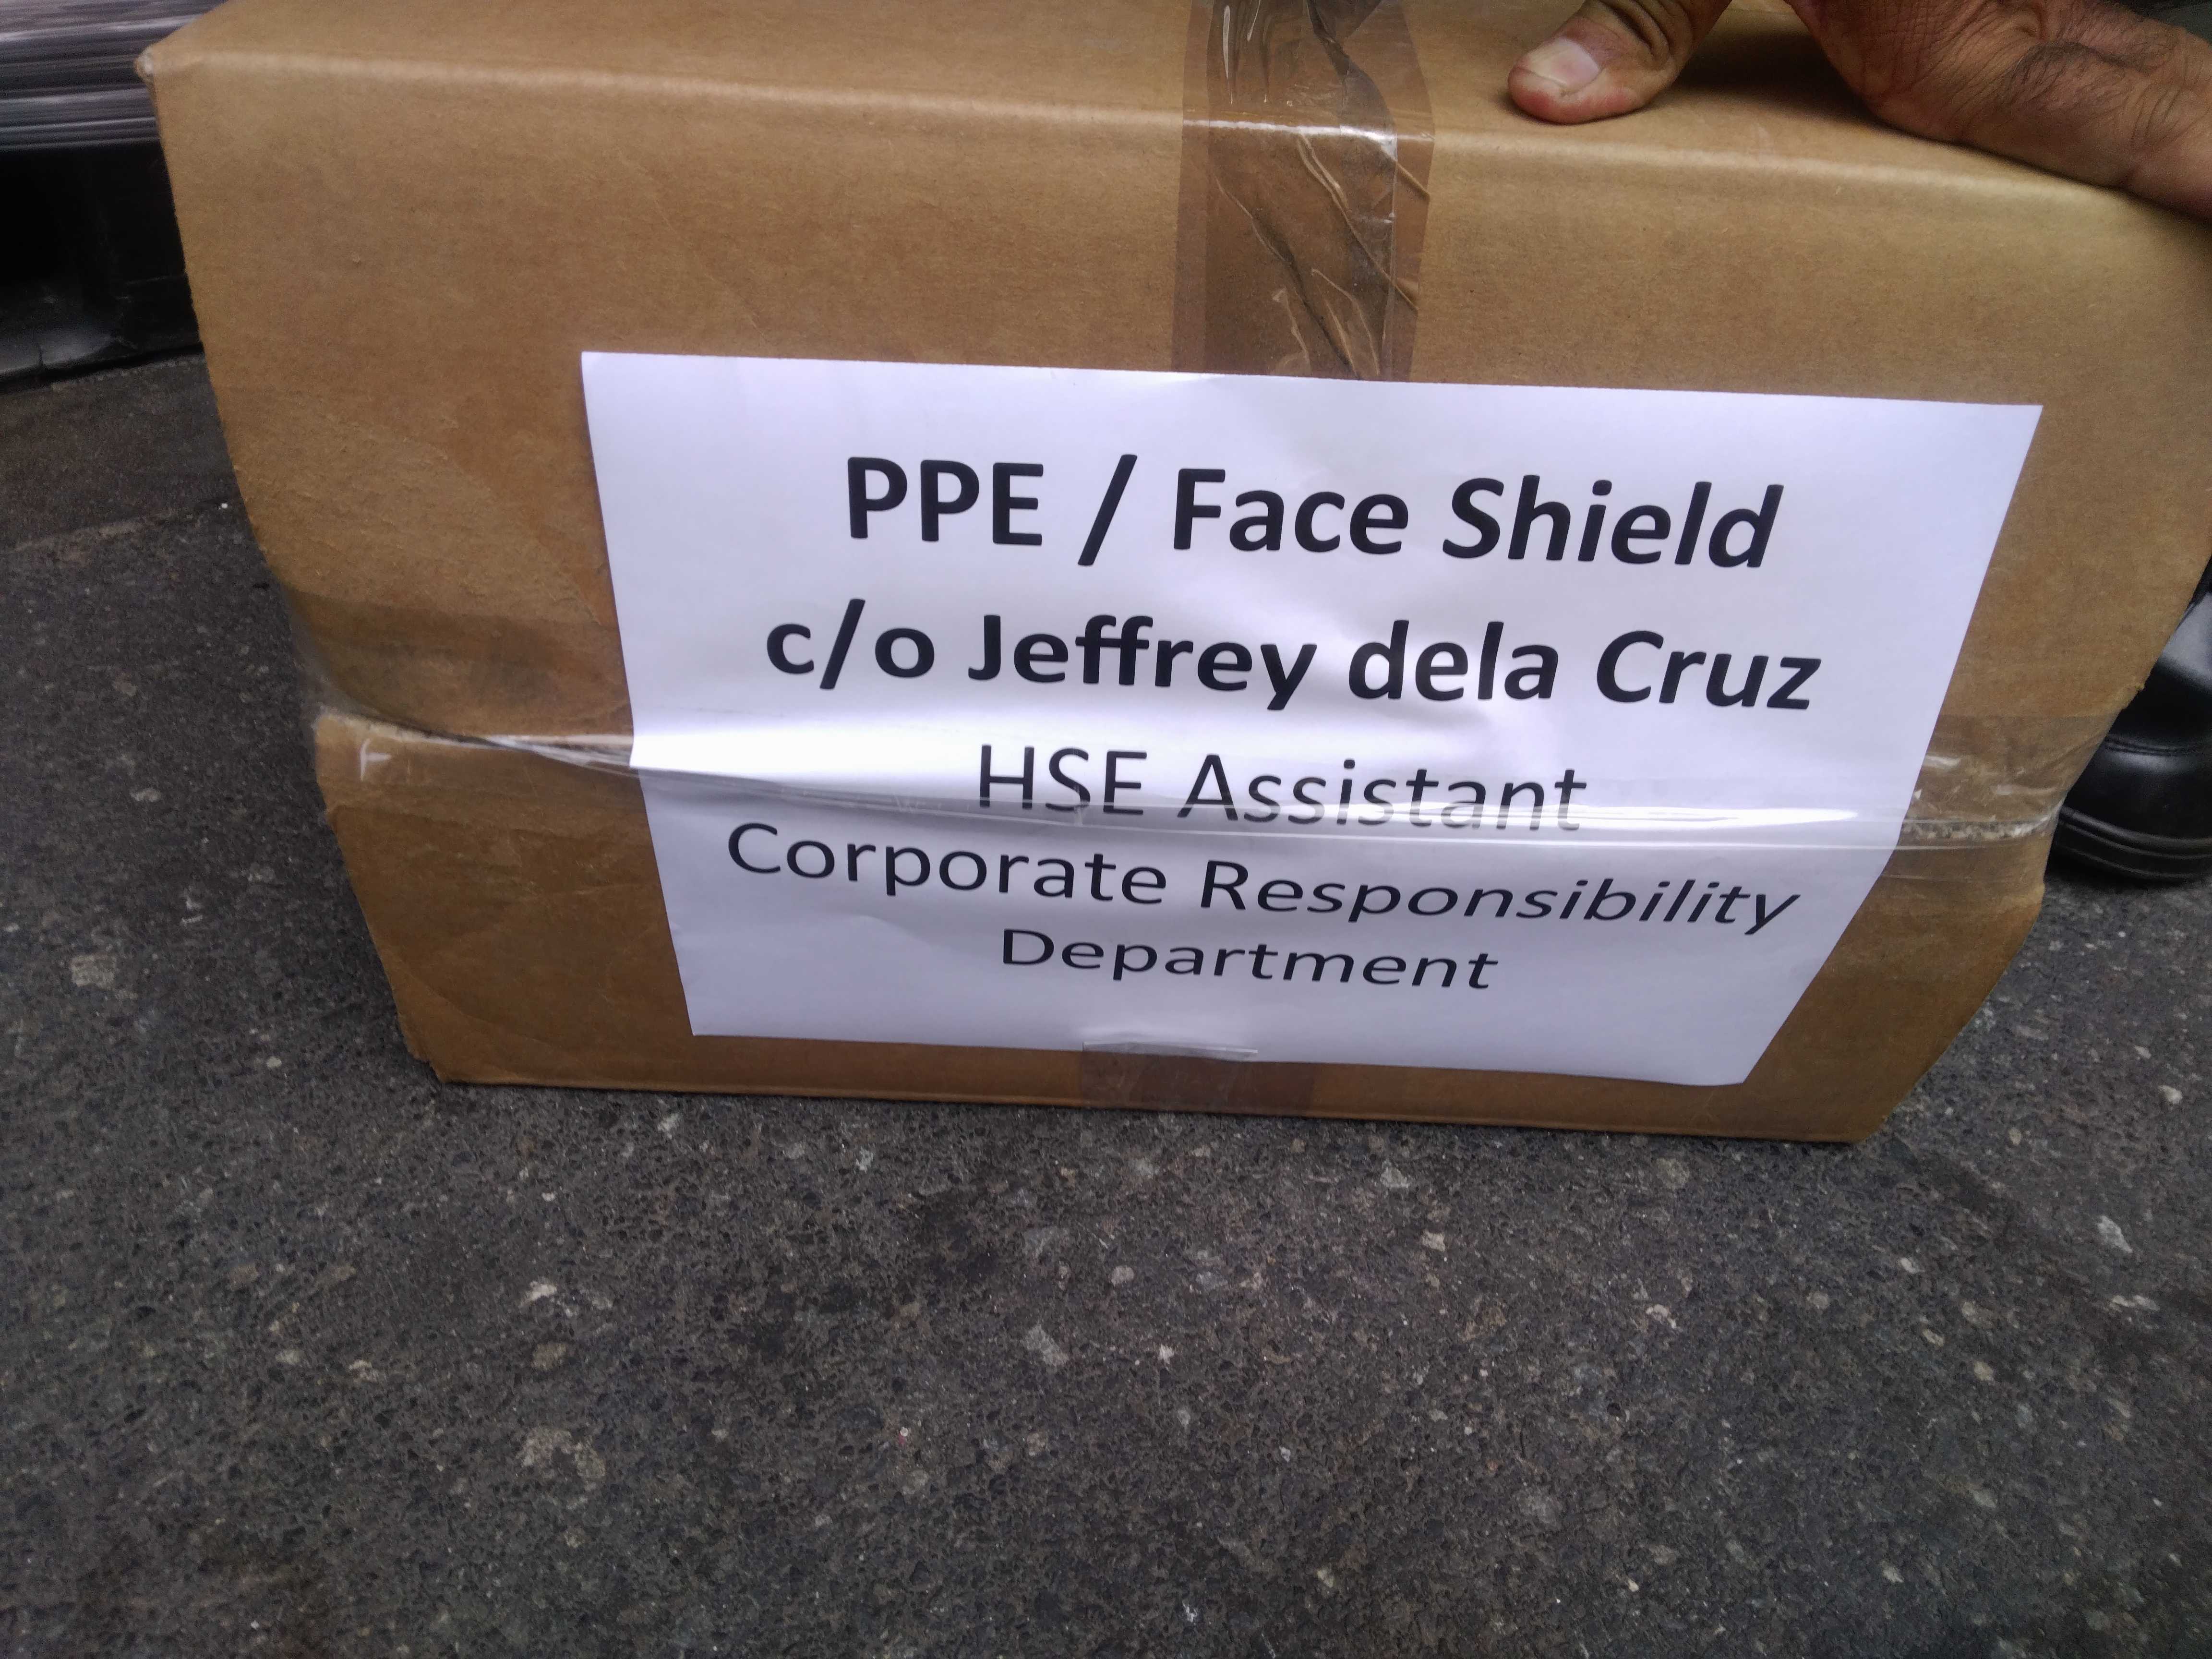 PPE / Face Shield
c/o Jeffrey dela Cruz
HSE Assistant
Corporate Responsibility
Department